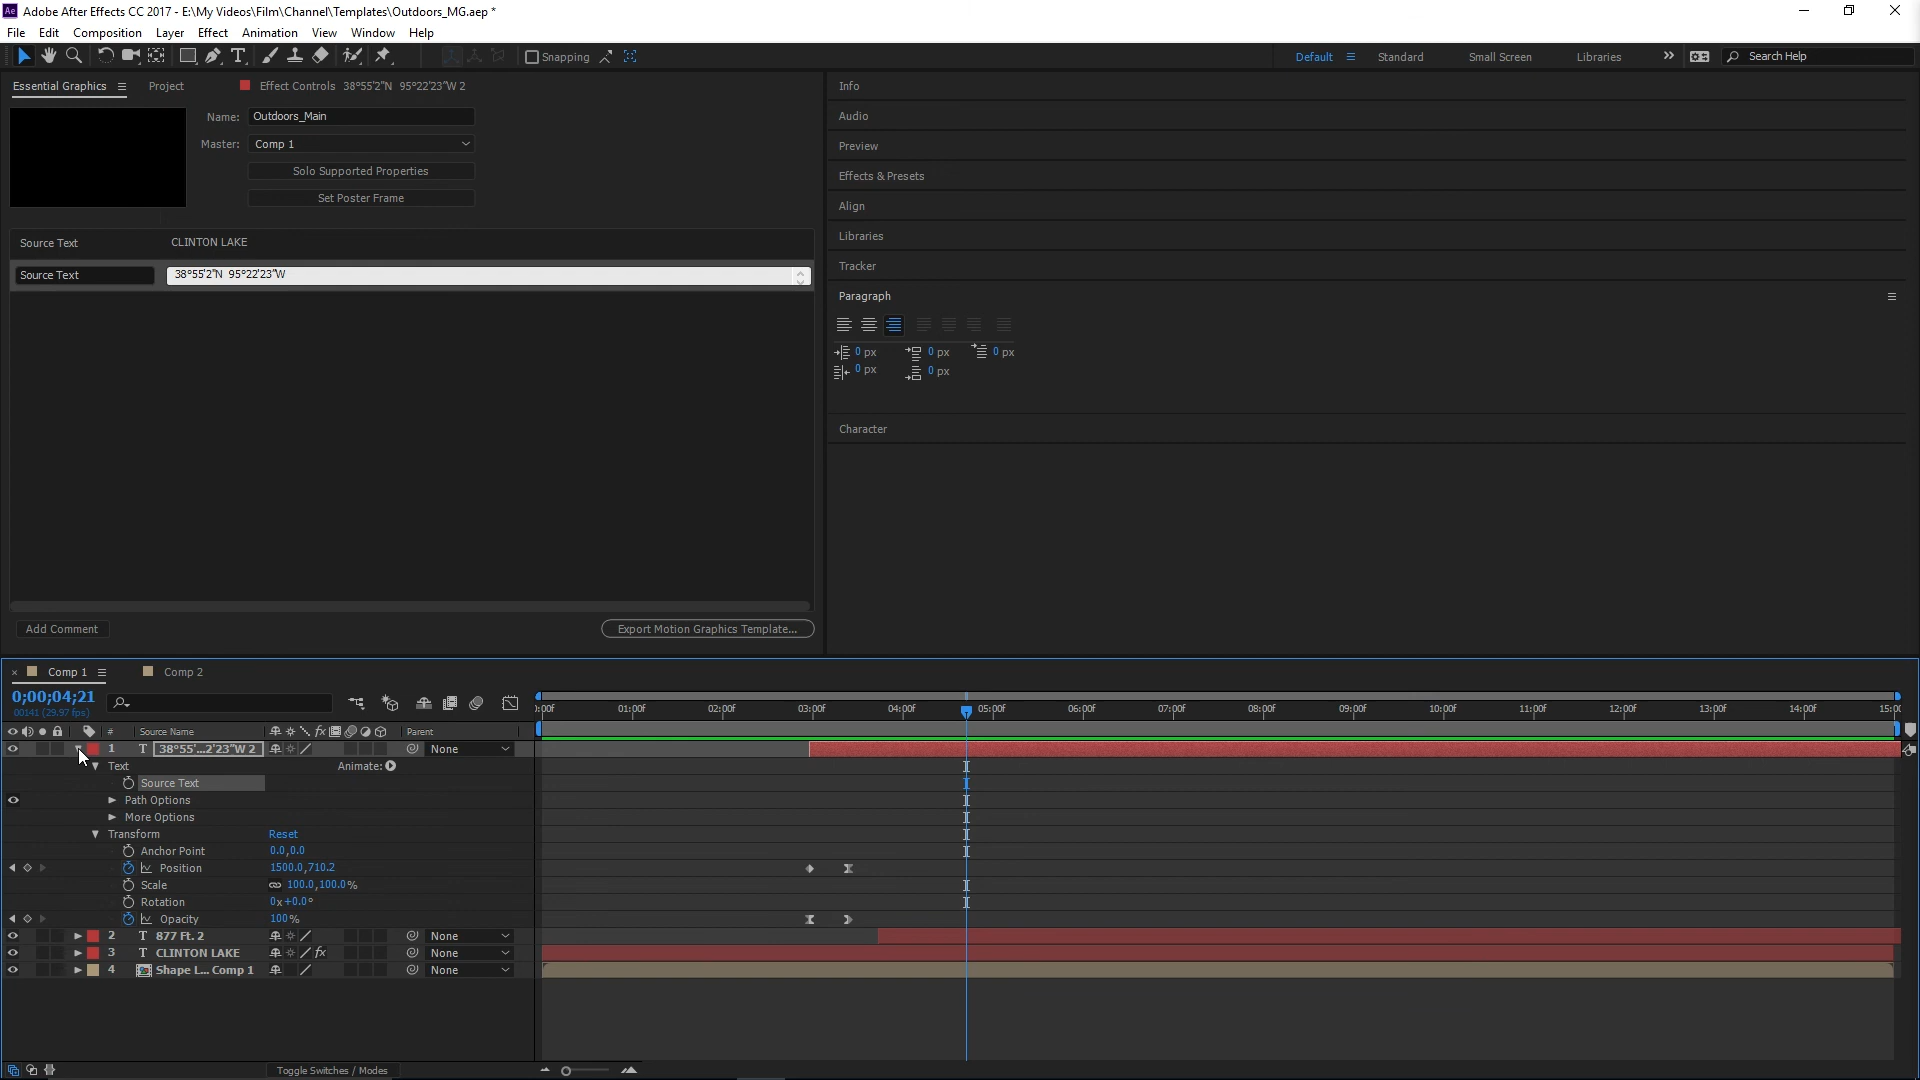 Ae Adobe After Effects CC 2017 - E:\My Videos\Film\Channel\Templates\Outdoors_MG.aep *
File Edit Composition Layer Effect Animation View Window Help
Snapping Default Standard Small Screen Libraries Search Help
Essential Graphics Project Effect Controls 38°55'2"N 95°22'23"W 2
Name: Outdoors_Main
Master: Comp 1
Solo Supported Properties
Set Poster Frame
Source Text CLINTON LAKE
Source Text 38°55'2"N 95°22'23"W
Add Comment Export Motion Graphics Template...
Info
Audio
Preview
Effects & Presets
Align
Libraries
Tracker
Paragraph
0 px 0 px 0 px
0 px 0 px
Character
Comp 1 Comp 2
0;00;04;21
00141 (29.97 fps)
):00f 01:00f 02:00f 03:00f 04:00f 05:00f 06:00f 07:00f 08:00f 09:00f 10:00f 11:00f 12:00f 13:00f 14:00f 15:0(
# Source Name fx Parent
1 T 38°55'...2'23"W 2 None
Text Animate:
Source Text
Path Options
More Options
Transform Reset
Anchor Point 0.0,0.0
Position 1500.0,710.2
Scale 100.0,100.0%
Rotation 0x+0.0°
Opacity 100%
2 T 877 Ft. 2 None
3 T CLINTON LAKE fx None
4 Shape L... Comp 1 None
Toggle Switches / Modes